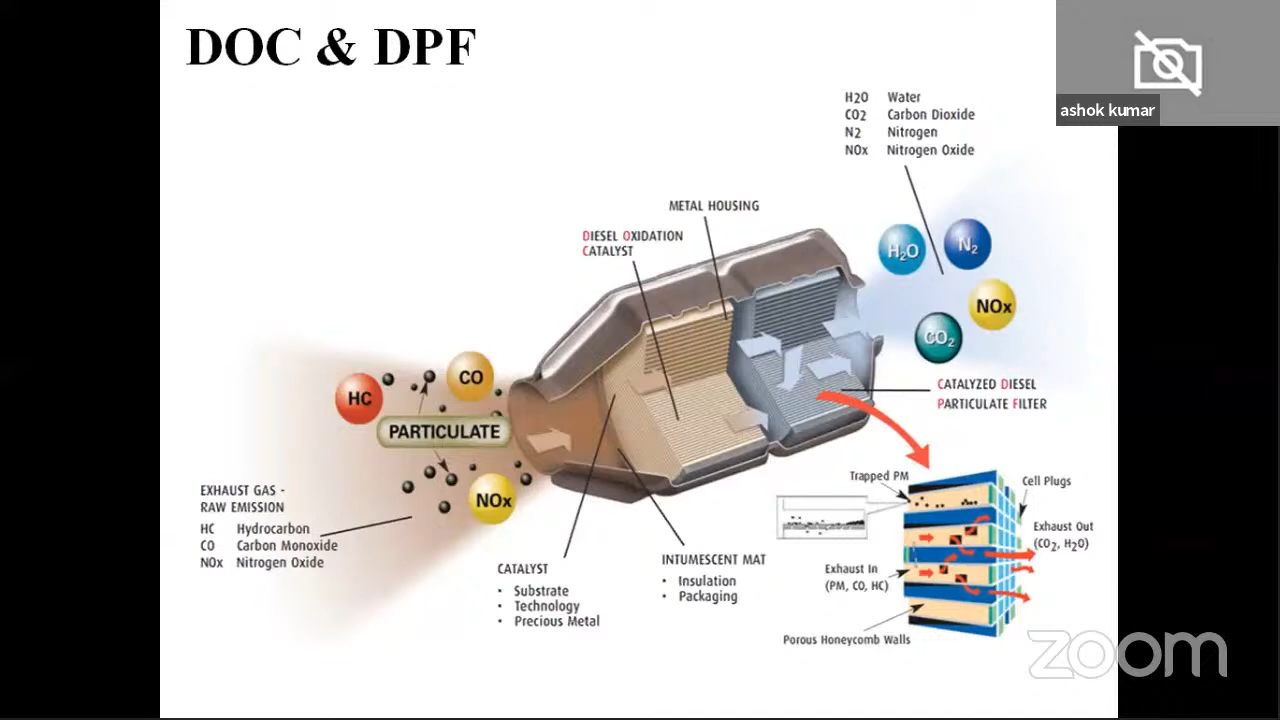 DOC & DPF
ashok kumar
H2O Water
CO2 Carbon Dioxide
N2 Nitrogen
NOx Nitrogen Oxide
METAL HOUSING
DIESEL OXIDATION
CATALYST
H2O
N2
NOx
CO2
HC
CO
PARTICULATE
NOx
CATALYZED DIESEL
PARTICULATE FILTER
EXHAUST GAS -
RAW EMISSION
HC Hydrocarbon
CO Carbon Monoxide
NOx Nitrogen Oxide
CATALYST
• Substrate
• Technology
• Precious Metal
INTUMESCENT MAT
• Insulation
• Packaging
Trapped PM
Cell Plugs
Exhaust Out
(CO2, H2O)
Exhaust In
(PM, CO, HC)
Porous Honeycomb Walls
zoom